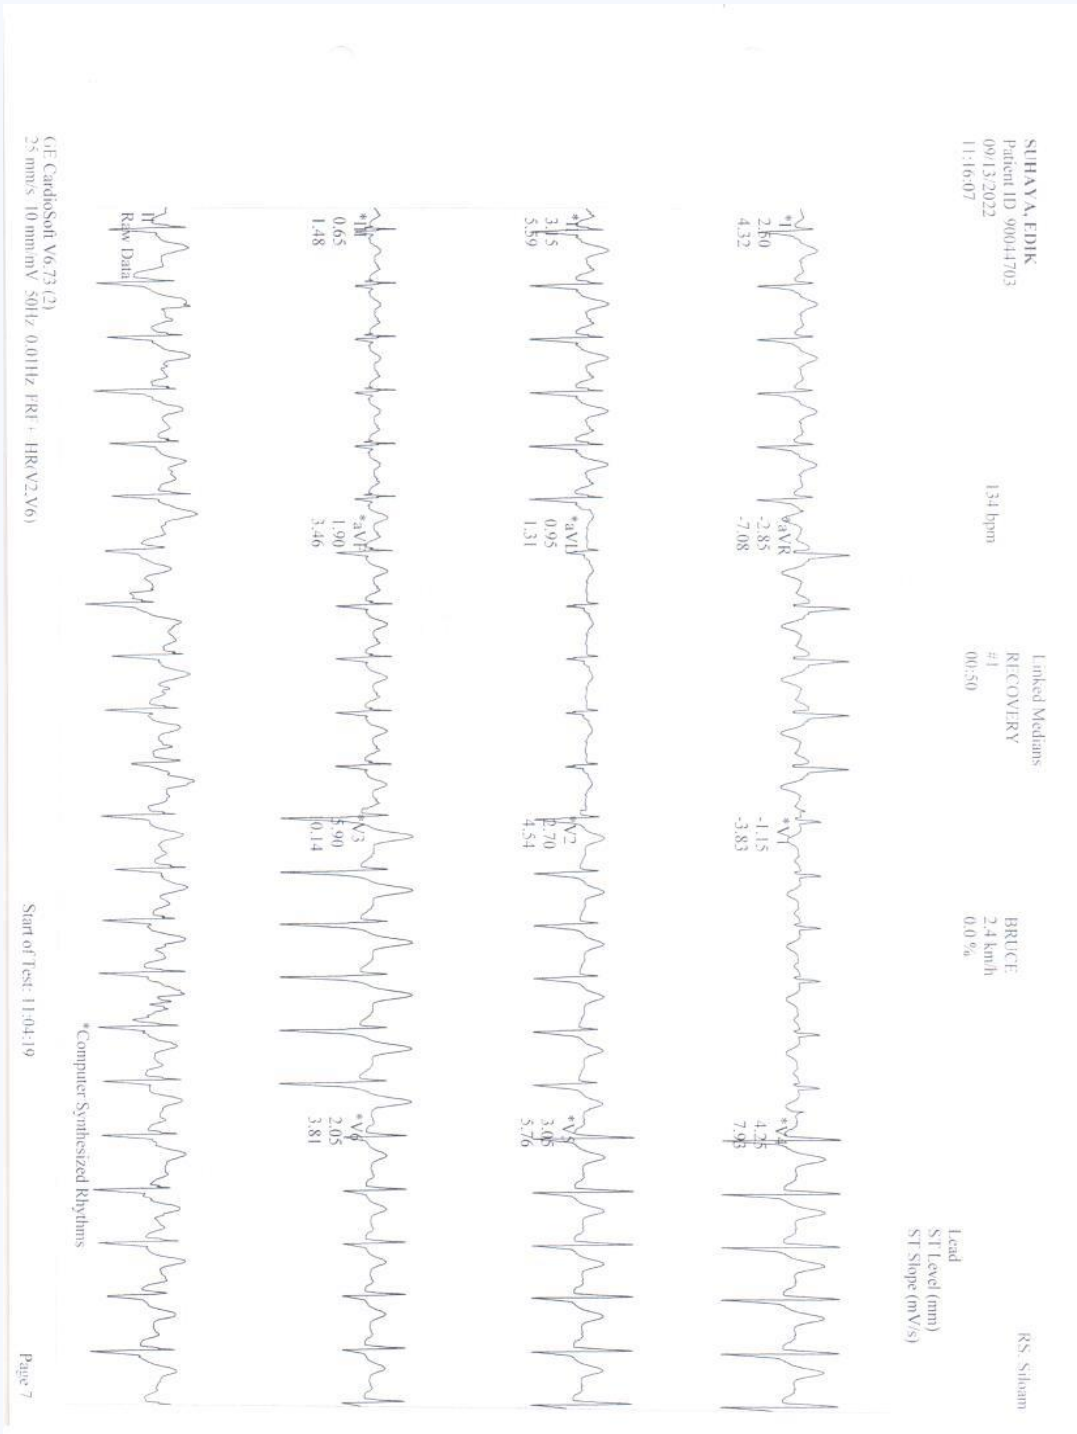 SUHAYA, EDIK
Patient ID 90044703
09/13/2022
11:16:07
134 bpm
Linked Medians
RECOVERY
#1
00:50
BRUCE
2.4 km/h
0.0 %
RS. Siloam
Lead
ST Level (mm)
ST Slope (mV/s)
*I
2.60
4.32
*aVR
-2.85
-7.08
*V1
-1.15
-3.83
*V4
4.25
7.93
*II
3.15
5.59
*aVL
0.95
1.31
*V2
2.70
4.54
*V5
3.05
5.76
*III
0.65
1.48
*aVF
1.90
3.46
*V3
5.90
10.14
*V6
2.05
3.81
II
Raw Data
*Computer Synthesized Rhythms
GE CardioSoft V6.73 (2)
25 mm/s 10 mm/mV 50Hz 0.01Hz FRF+ HR(V2,V6)
Start of Test: 11:04:19
Page 7